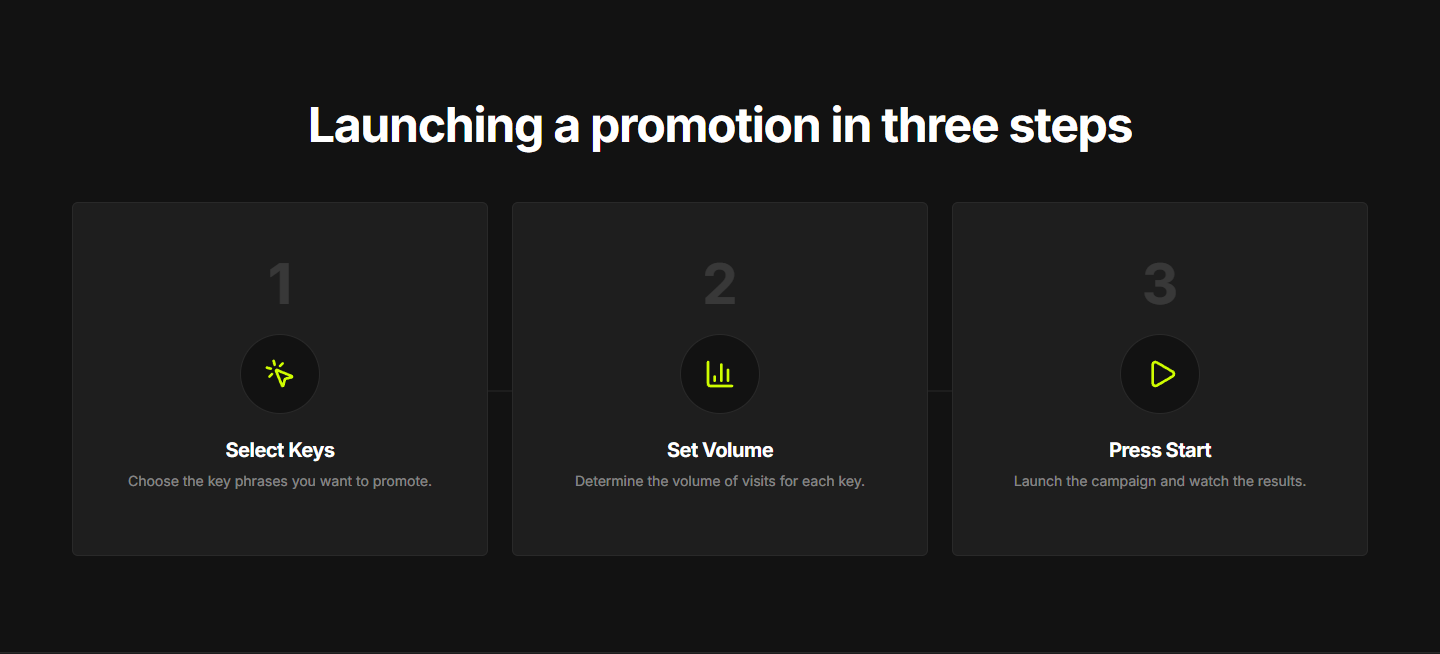 Launching a promotion in three steps
1
Select Keys
Choose the key phrases you want to promote.
2
Set Volume
Determine the volume of visits for each key.
3
Press Start
Launch the campaign and watch the results.